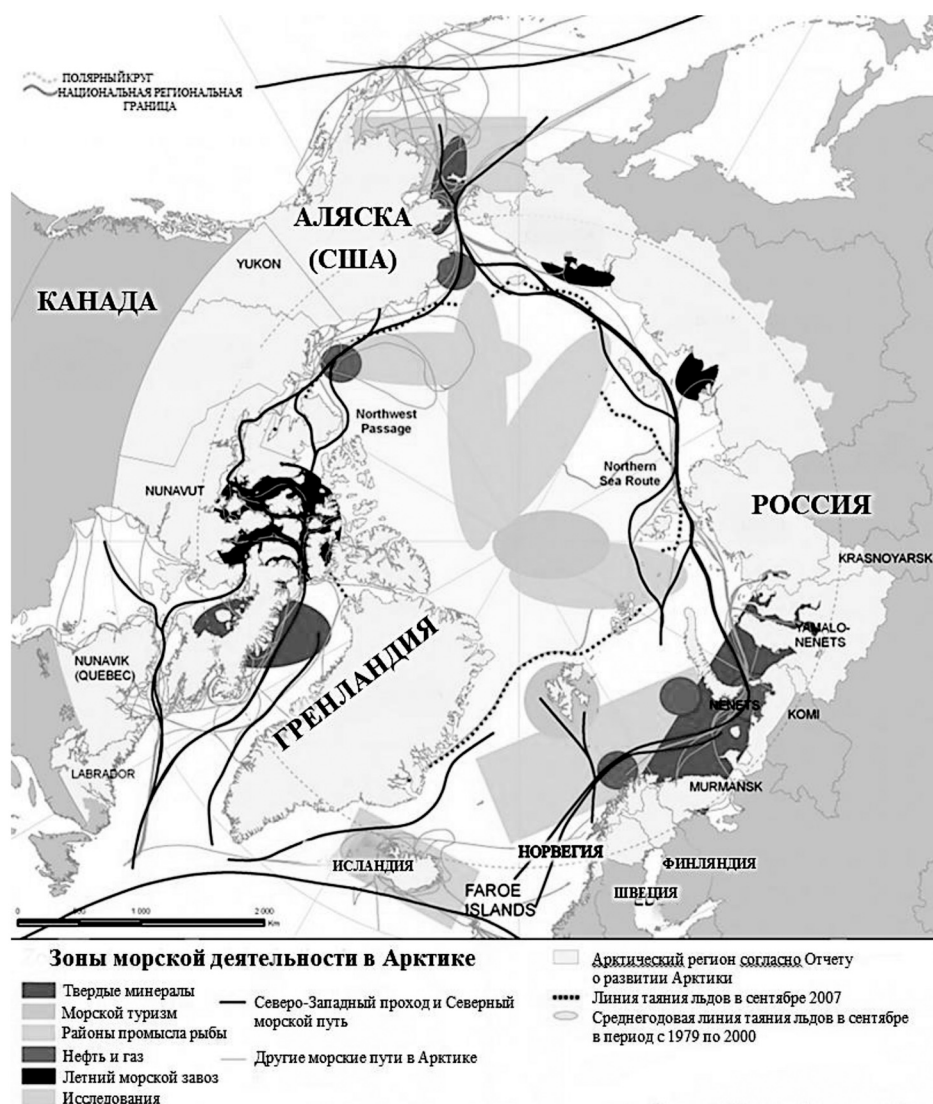 ПОЛЯРНЫЙ КРУГ
НАЦИОНАЛЬНАЯ РЕГИОНАЛЬНАЯ
ГРАНИЦА
АЛЯСКА
(США)
YUKON
КАНАДА
Northwest
Passage
Northern
Sea Route
NUNAVUT
РОССИЯ
KRASNOYARSK
YAMALO-
NENETS
NUNAVIK
(QUEBEC)
ГРЕНЛАНДИЯ
NENETS
KOMI
LABRADOR
MURMANSK
ИСЛАНДИЯ
НОРВЕГИЯ
ФИНЛЯНДИЯ
FAROE
ISLANDS
ШВЕЦИЯ
0 500 1 000 2 000
Km
Зоны морской деятельности в Арктике
Твердые минералы
Морской туризм
Районы промысла рыбы
Нефть и газ
Летний морской завоз
Исследования
Северо-Западный проход и Северный
морской путь
Другие морские пути в Арктике
Арктический регион согласно Отчету
о развитии Арктики
Линия таяния льдов в сентябре 2007
Среднегодовая линия таяния льдов в сентябре
в период с 1979 по 2000